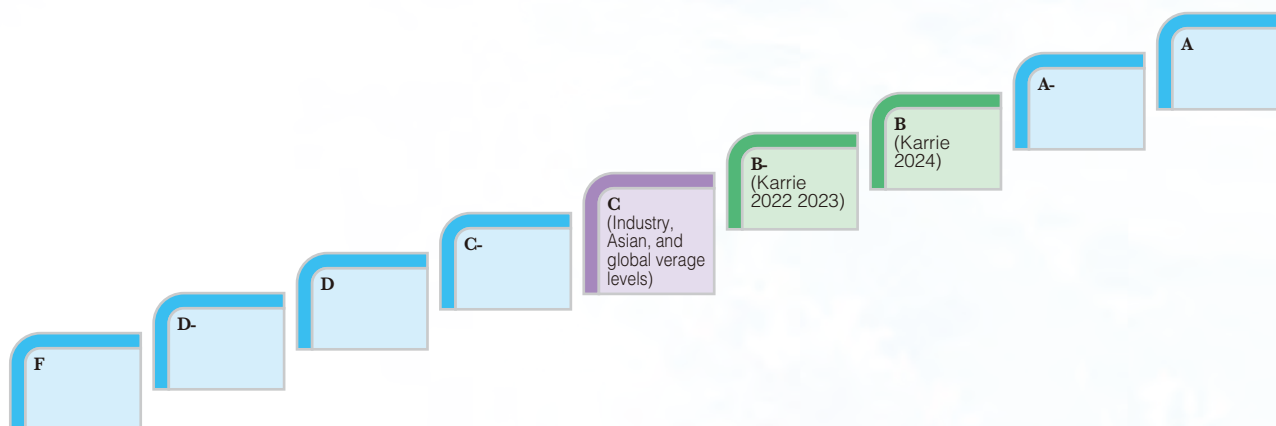 F
D-
D
C-
C
(Industry,
Asian, and
global verage
levels)
B-
(Karrie
2022 2023)
B
(Karrie
2024)
A-
A